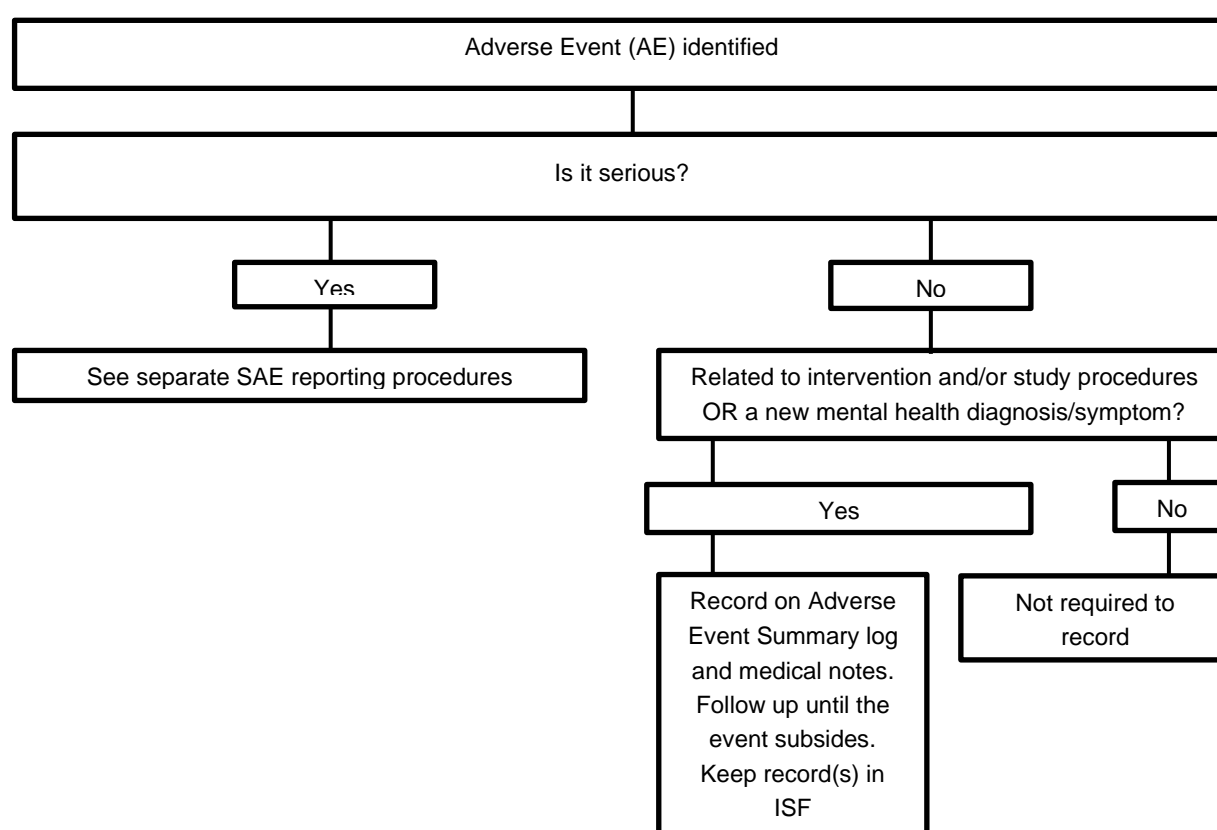 Adverse Event (AE) identified
Is it serious?
Yes
No
See separate SAE reporting procedures
Related to intervention and/or study procedures
OR a new mental health diagnosis/symptom?
Yes
No
Record on Adverse
Event Summary log
and medical notes.
Follow up until the
event subsides.
Keep record(s) in
ISF
Not required to
record